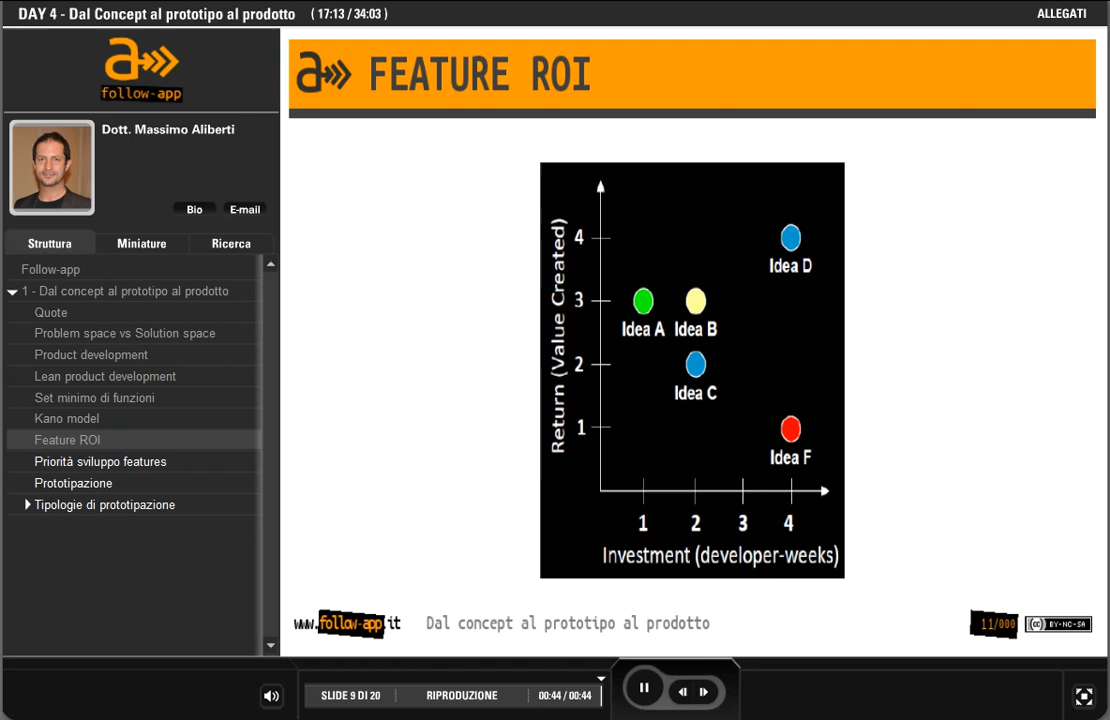 DAY 4 - Dal Concept al prototipo al prodotto ( 17:13 / 34:03 )
ALLEGATI
follow-app
Dott. Massimo Aliberti
Bio E-mail
Struttura Miniature Ricerca
Follow-app
1 - Dal concept al prototipo al prodotto
Quote
Problem space vs Solution space
Product development
Lean product development
Set minimo di funzioni
Kano model
Feature ROI
Priorità sviluppo features
Prototipazione
Tipologie di prototipazione
a FEATURE ROI
Return (Value Created)
4
3
2
1
Idea D
Idea A Idea B
Idea C
Idea F
1 2 3 4
Investment (developer-weeks)
www.follow-app.it Dal concept al prototipo al prodotto
11/000
cc BY-NC-SA
SLIDE 9 DI 20 RIPRODUZIONE 00:44 / 00:44